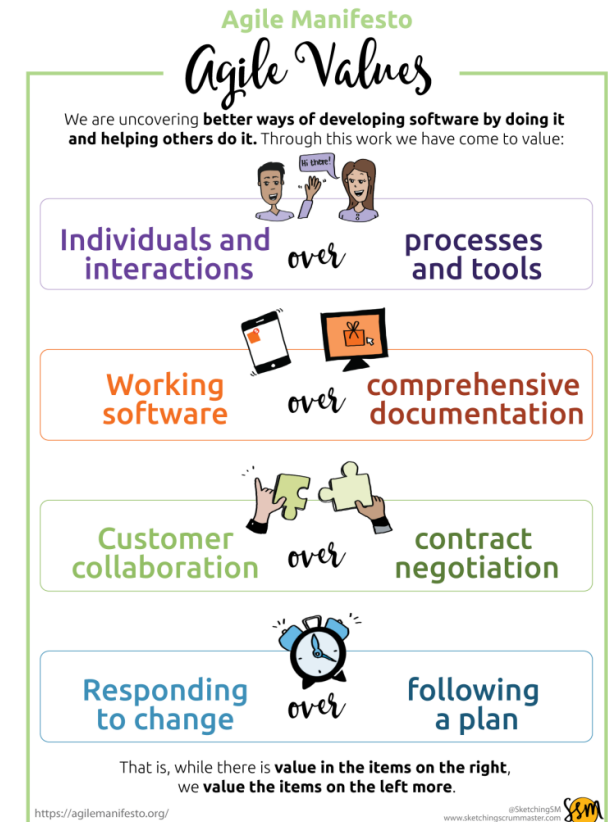 Agile Manifesto
Agile Values
We are uncovering better ways of developing software by doing it
and helping others do it. Through this work we have come to value:
Hi there!
Individuals and
interactions
over
processes
and tools
Working
software
over
comprehensive
documentation
Customer
collaboration
over
contract
negotiation
Responding
to change
over
following
a plan
That is, while there is value in the items on the right,
we value the items on the left more.
https://agilemanifesto.org/
@SketchingSM
www.sketchingscrummaster.com
SSM